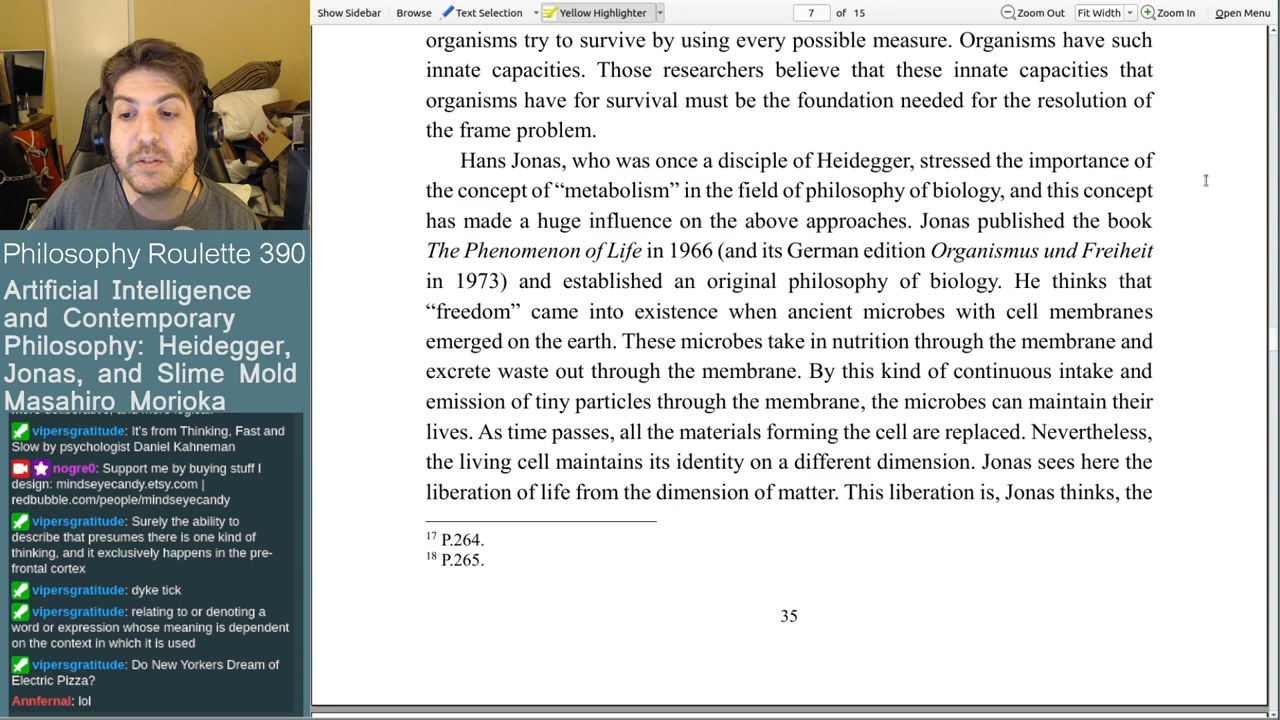 Show Sidebar Browse Text Selection Yellow Highlighter 7 of 15 Zoom Out Fit Width Zoom In Open Menu
organisms try to survive by using every possible measure. Organisms have such
innate capacities. Those researchers believe that these innate capacities that
organisms have for survival must be the foundation needed for the resolution of
the frame problem.
Hans Jonas, who was once a disciple of Heidegger, stressed the importance of
the concept of “metabolism” in the field of philosophy of biology, and this concept
has made a huge influence on the above approaches. Jonas published the book
The Phenomenon of Life in 1966 (and its German edition Organismus und Freiheit
in 1973) and established an original philosophy of biology. He thinks that
“freedom” came into existence when ancient microbes with cell membranes
emerged on the earth. These microbes take in nutrition through the membrane and
excrete waste out through the membrane. By this kind of continuous intake and
emission of tiny particles through the membrane, the microbes can maintain their
lives. As time passes, all the materials forming the cell are replaced. Nevertheless,
the living cell maintains its identity on a different dimension. Jonas sees here the
liberation of life from the dimension of matter. This liberation is, Jonas thinks, the
17 P.264.
18 P.265.
35
Philosophy Roulette 390
Artificial Intelligence
and Contemporary
Philosophy: Heidegger,
Jonas, and Slime Mold
Masahiro Morioka
vipersgratitude: It's from Thinking, Fast and
Slow by psychologist Daniel Kahneman
nogre0: Support me by buying stuff I
design: mindseyecandy.etsy.com |
redbubble.com/people/mindseyecandy
vipersgratitude: Surely the ability to
describe that presumes there is one kind of
thinking, and it exclusively happens in the pre-
frontal cortex
vipersgratitude: dyke tick
vipersgratitude: relating to or denoting a
word or expression whose meaning is dependent
on the context in which it is used
vipersgratitude: Do New Yorkers Dream of
Electric Pizza?
Annfernal: lol